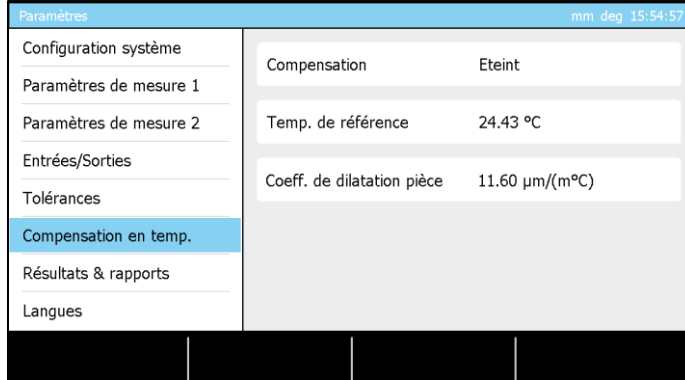 Paramètres mm deg 15:54:57
Configuration système
Paramètres de mesure 1
Paramètres de mesure 2
Entrées/Sorties
Tolérances
Compensation en temp.
Résultats & rapports
Langues
Compensation Eteint
Temp. de référence 24.43 °C
Coeff. de dilatation pièce 11.60 µm/(m°C)